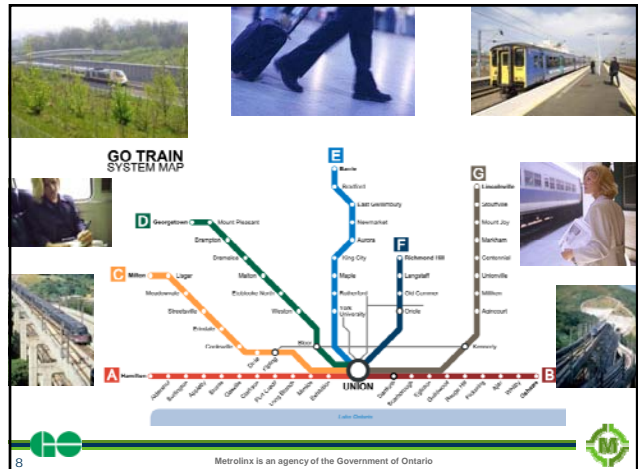 GO TRAIN
SYSTEM MAP
E
Barrie
Bradford
East Gwillimbury
Newmarket
Aurora
King City
Maple
Rutherford
York
University
G
Lincolnville
Stouffville
Mount Joy
Markham
Centennial
Unionville
Milliken
Agincourt
Kennedy
D
Georgetown
Mount Pleasant
Brampton
Bramalea
Malton
Etobicoke North
Weston
Bloor
F
Richmond Hill
Langstaff
Old Cummer
Oriole
C
Milton
Lisgar
Meadowvale
Streetsville
Erindale
Cooksville
Dixie
Kipling
A
Hamilton
Aldershot
Burlington
Appleby
Bronte
Oakville
Clarkson
Port Credit
Long Branch
Mimico
Exhibition
UNION
Danforth
Scarborough
Eglinton
Guildwood
Rouge Hill
Pickering
Ajax
Whitby
Oshawa
B
Lake Ontario
GO
8
Metrolinx is an agency of the Government of Ontario